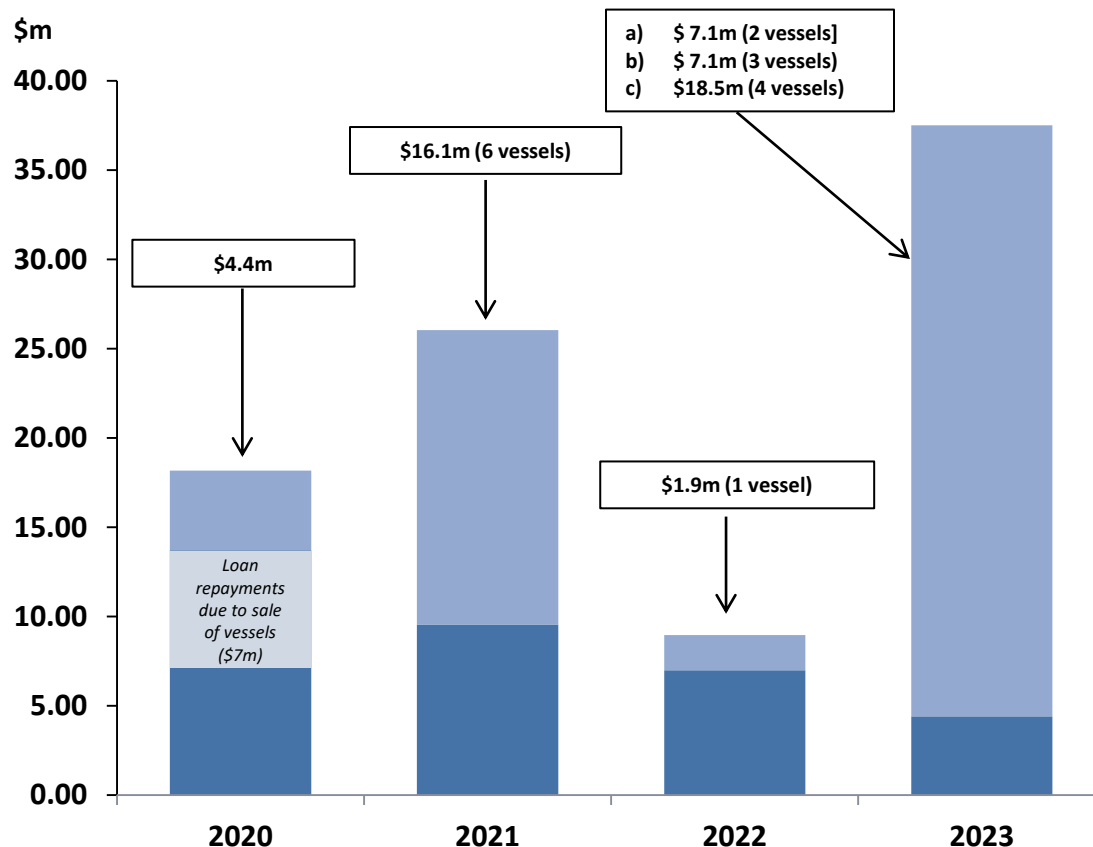 $m
a) $ 7.1m (2 vessels]
b) $ 7.1m (3 vessels)
c) $18.5m (4 vessels)
40.00
$16.1m (6 vessels)
35.00
30.00
$4.4m
25.00
20.00
$1.9m (1 vessel)
15.00
Loan
repayments
due to sale
of vessels
($7m)
10.00
5.00
0.00
2020 2021 2022 2023